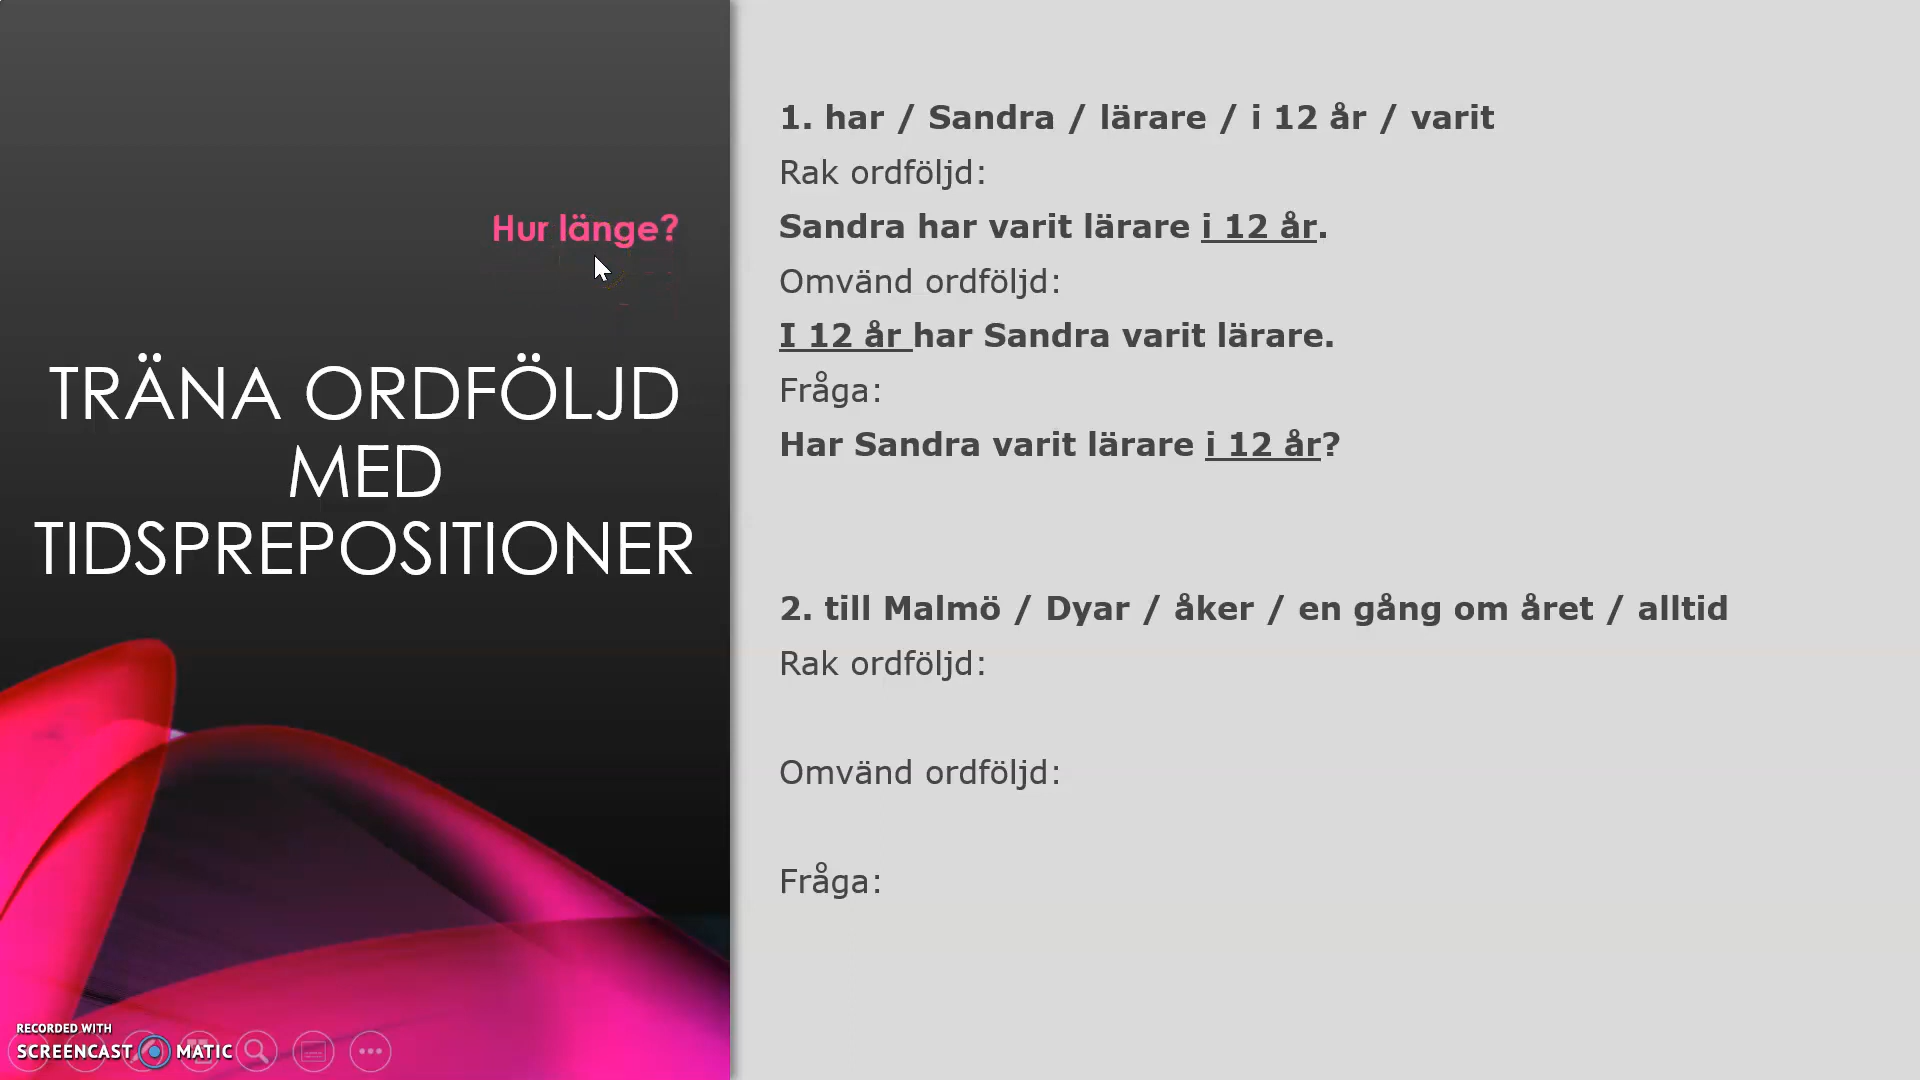 Hur länge?
TRÄNA ORDFÖLJD
MED
TIDSPREPOSITIONER
1. har / Sandra / lärare / i 12 år / varit
Rak ordföljd:
Sandra har varit lärare i 12 år.
Omvänd ordföljd:
I 12 år har Sandra varit lärare.
Fråga:
Har Sandra varit lärare i 12 år?
2. till Malmö / Dyar / åker / en gång om året / alltid
Rak ordföljd:
Omvänd ordföljd:
Fråga:
RECORDED WITH
SCREENCAST MATIC